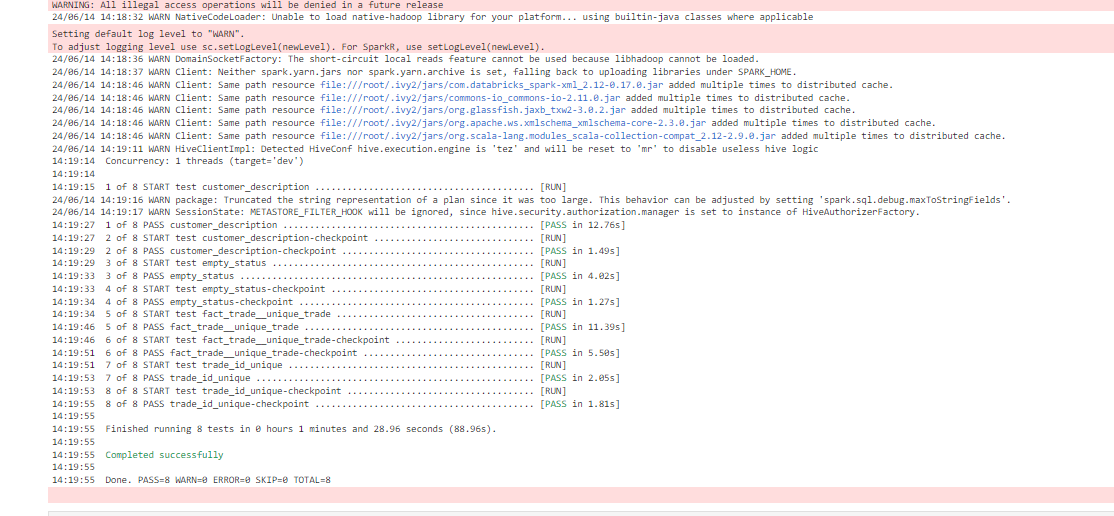 WARNING: All illegal access operations will be denied in a future release
24/06/14 14:18:32 WARN NativeCodeLoader: Unable to load native-hadoop library for your platform... using builtin-java classes where applicable
Setting default log level to "WARN".
To adjust logging level use sc.setLogLevel(newLevel). For SparkR, use setLogLevel(newLevel).
24/06/14 14:18:36 WARN DomainSocketFactory: The short-circuit local reads feature cannot be used because libhadoop cannot be loaded.
24/06/14 14:18:37 WARN Client: Neither spark.yarn.jars nor spark.yarn.archive is set, falling back to uploading libraries under SPARK_HOME.
24/06/14 14:18:46 WARN Client: Same path resource file:///root/.ivy2/jars/com.databricks_spark-xml_2.12-0.17.0.jar added multiple times to distributed cache.
24/06/14 14:18:46 WARN Client: Same path resource file:///root/.ivy2/jars/commons-io_commons-io-2.11.0.jar added multiple times to distributed cache.
24/06/14 14:18:46 WARN Client: Same path resource file:///root/.ivy2/jars/org.glassfish.jaxb_txw2-3.0.2.jar added multiple times to distributed cache.
24/06/14 14:18:46 WARN Client: Same path resource file:///root/.ivy2/jars/org.apache.ws.xmlschema_xmlschema-core-2.3.0.jar added multiple times to distributed cache.
24/06/14 14:18:46 WARN Client: Same path resource file:///root/.ivy2/jars/org.scala-lang.modules_scala-collection-compat_2.12-2.9.0.jar added multiple times to distributed cache.
24/06/14 14:19:11 WARN HiveClientImpl: Detected HiveConf hive.execution.engine is 'tez' and will be reset to 'mr' to disable useless hive logic
14:19:14  Concurrency: 1 threads (target='dev')
14:19:14
14:19:15  1 of 8 START test customer_description .................................. [RUN]
24/06/14 14:19:16 WARN package: Truncated the string representation of a plan since it was too large. This behavior can be adjusted by setting 'spark.sql.debug.maxToStringFields'.
24/06/14 14:19:17 WARN SessionState: METASTORE_FILTER_HOOK will be ignored, since hive.security.authorization.manager is set to instance of HiveAuthorizerFactory.
14:19:27  1 of 8 PASS customer_description ........................................ [PASS in 12.76s]
14:19:27  2 of 8 START test customer_description-checkpoint ....................... [RUN]
14:19:29  2 of 8 PASS customer_description-checkpoint ............................. [PASS in 1.49s]
14:19:29  3 of 8 START test empty_status .......................................... [RUN]
14:19:33  3 of 8 PASS empty_status ................................................ [PASS in 4.02s]
14:19:33  4 of 8 START test empty_status-checkpoint ............................... [RUN]
14:19:34  4 of 8 PASS empty_status-checkpoint ..................................... [PASS in 1.27s]
14:19:34  5 of 8 START test fact_trade__unique_trade .............................. [RUN]
14:19:46  5 of 8 PASS fact_trade__unique_trade .................................... [PASS in 11.39s]
14:19:46  6 of 8 START test fact_trade__unique_trade-checkpoint ................... [RUN]
14:19:51  6 of 8 PASS fact_trade__unique_trade-checkpoint ......................... [PASS in 5.50s]
14:19:51  7 of 8 START test trade_id_unique ....................................... [RUN]
14:19:53  7 of 8 PASS trade_id_unique ............................................. [PASS in 2.05s]
14:19:53  8 of 8 START test trade_id_unique-checkpoint ............................ [RUN]
14:19:55  8 of 8 PASS trade_id_unique-checkpoint .................................. [PASS in 1.81s]
14:19:55
14:19:55  Finished running 8 tests in 0 hours 1 minutes and 28.96 seconds (88.96s).
14:19:55
14:19:55  Completed successfully
14:19:55
14:19:55  Done. PASS=8 WARN=0 ERROR=0 SKIP=0 TOTAL=8